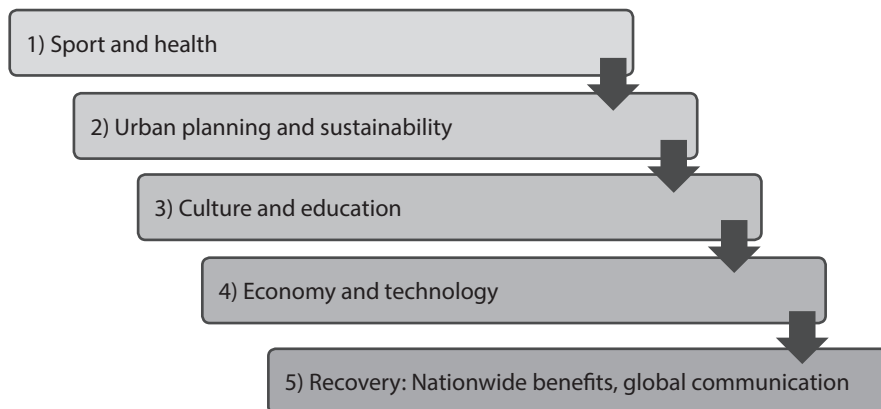 1) Sport and health
2) Urban planning and sustainability
3) Culture and education
4) Economy and technology
5) Recovery: Nationwide benefits, global communication